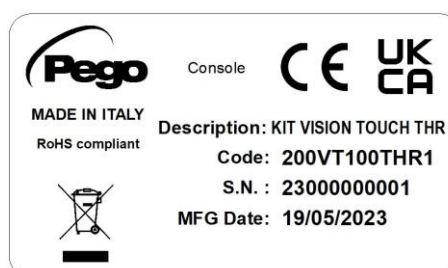 Pego
Console
CE
UK
CA
MADE IN ITALY
RoHS compliant
Description: KIT VISION TOUCH THR
Code: 200VT100THR1
S.N. : 23000000001
MFG Date: 19/05/2023